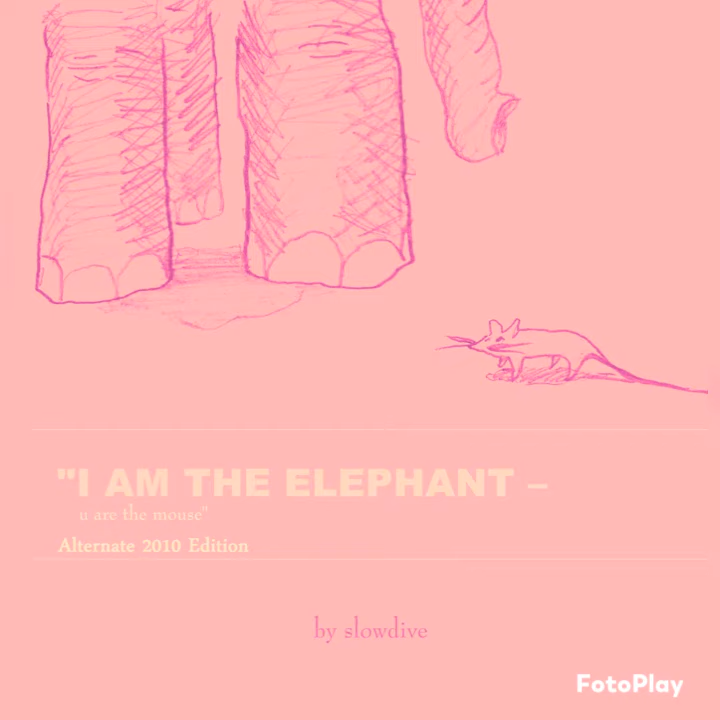 "I AM THE ELEPHANT –
u are the mouse"
Alternate 2010 Edition
by slowdive
FotoPlay